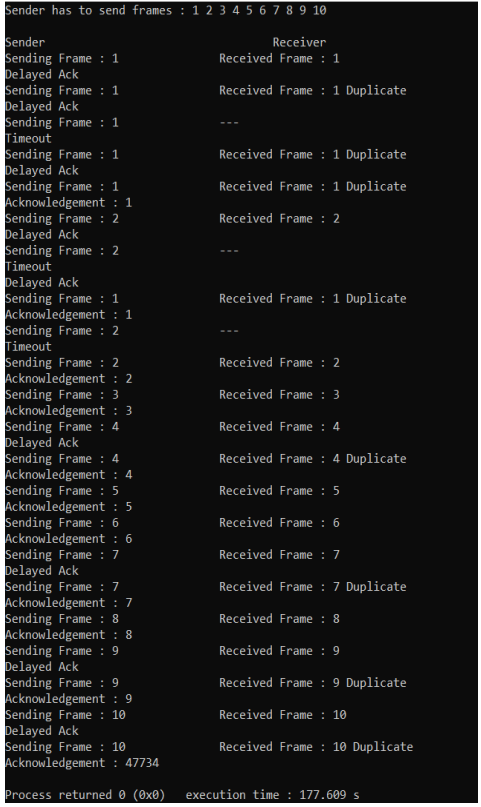 Sender has to send frames : 1 2 3 4 5 6 7 8 9 10
Sender Receiver
Sending Frame : 1 Received Frame : 1
Delayed Ack
Sending Frame : 1 Received Frame : 1 Duplicate
Delayed Ack
Sending Frame : 1 ---
Timeout
Sending Frame : 1 Received Frame : 1 Duplicate
Delayed Ack
Sending Frame : 1 Received Frame : 1 Duplicate
Acknowledgement : 1
Sending Frame : 2 Received Frame : 2
Delayed Ack
Sending Frame : 2 ---
Timeout
Delayed Ack
Sending Frame : 1 Received Frame : 1 Duplicate
Acknowledgement : 1
Sending Frame : 2 ---
Timeout
Sending Frame : 2 Received Frame : 2
Acknowledgement : 2
Sending Frame : 3 Received Frame : 3
Acknowledgement : 3
Sending Frame : 4 Received Frame : 4
Delayed Ack
Sending Frame : 4 Received Frame : 4 Duplicate
Acknowledgement : 4
Sending Frame : 5 Received Frame : 5
Acknowledgement : 5
Sending Frame : 6 Received Frame : 6
Acknowledgement : 6
Sending Frame : 7 Received Frame : 7
Delayed Ack
Sending Frame : 7 Received Frame : 7 Duplicate
Acknowledgement : 7
Sending Frame : 8 Received Frame : 8
Acknowledgement : 8
Sending Frame : 9 Received Frame : 9
Delayed Ack
Sending Frame : 9 Received Frame : 9 Duplicate
Acknowledgement : 9
Sending Frame : 10 Received Frame : 10
Delayed Ack
Sending Frame : 10 Received Frame : 10 Duplicate
Acknowledgement : 47734
Process returned 0 (0x0) execution time : 177.609 s